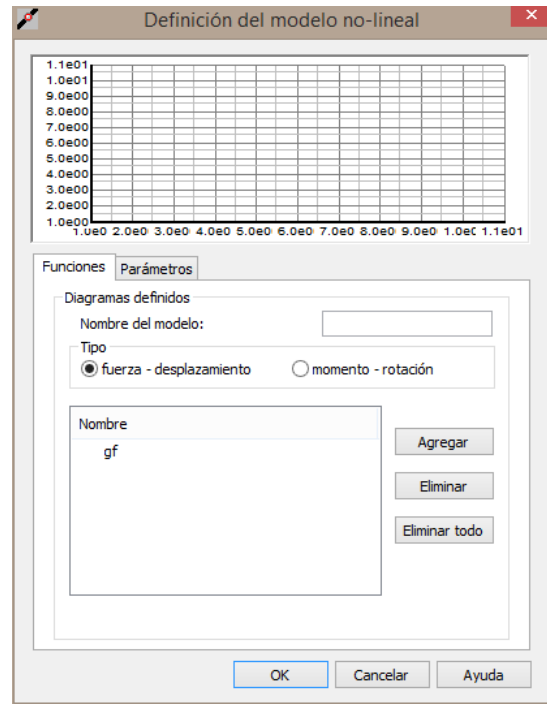 Definición del modelo no-lineal
1.1e01
1.0e01
9.0e00
8.0e00
7.0e00
6.0e00
5.0e00
4.0e00
3.0e00
2.0e00
1.0e00
1.0e0 2.0e0 3.0e0 4.0e0 5.0e0 6.0e0 7.0e0 8.0e0 9.0e0 1.0e( 1.1e01
Funciones Parámetros
Diagramas definidos
Nombre del modelo:
Tipo
fuerza - desplazamiento momento - rotación
Nombre
gf
Agregar
Eliminar
Eliminar todo
OK Cancelar Ayuda